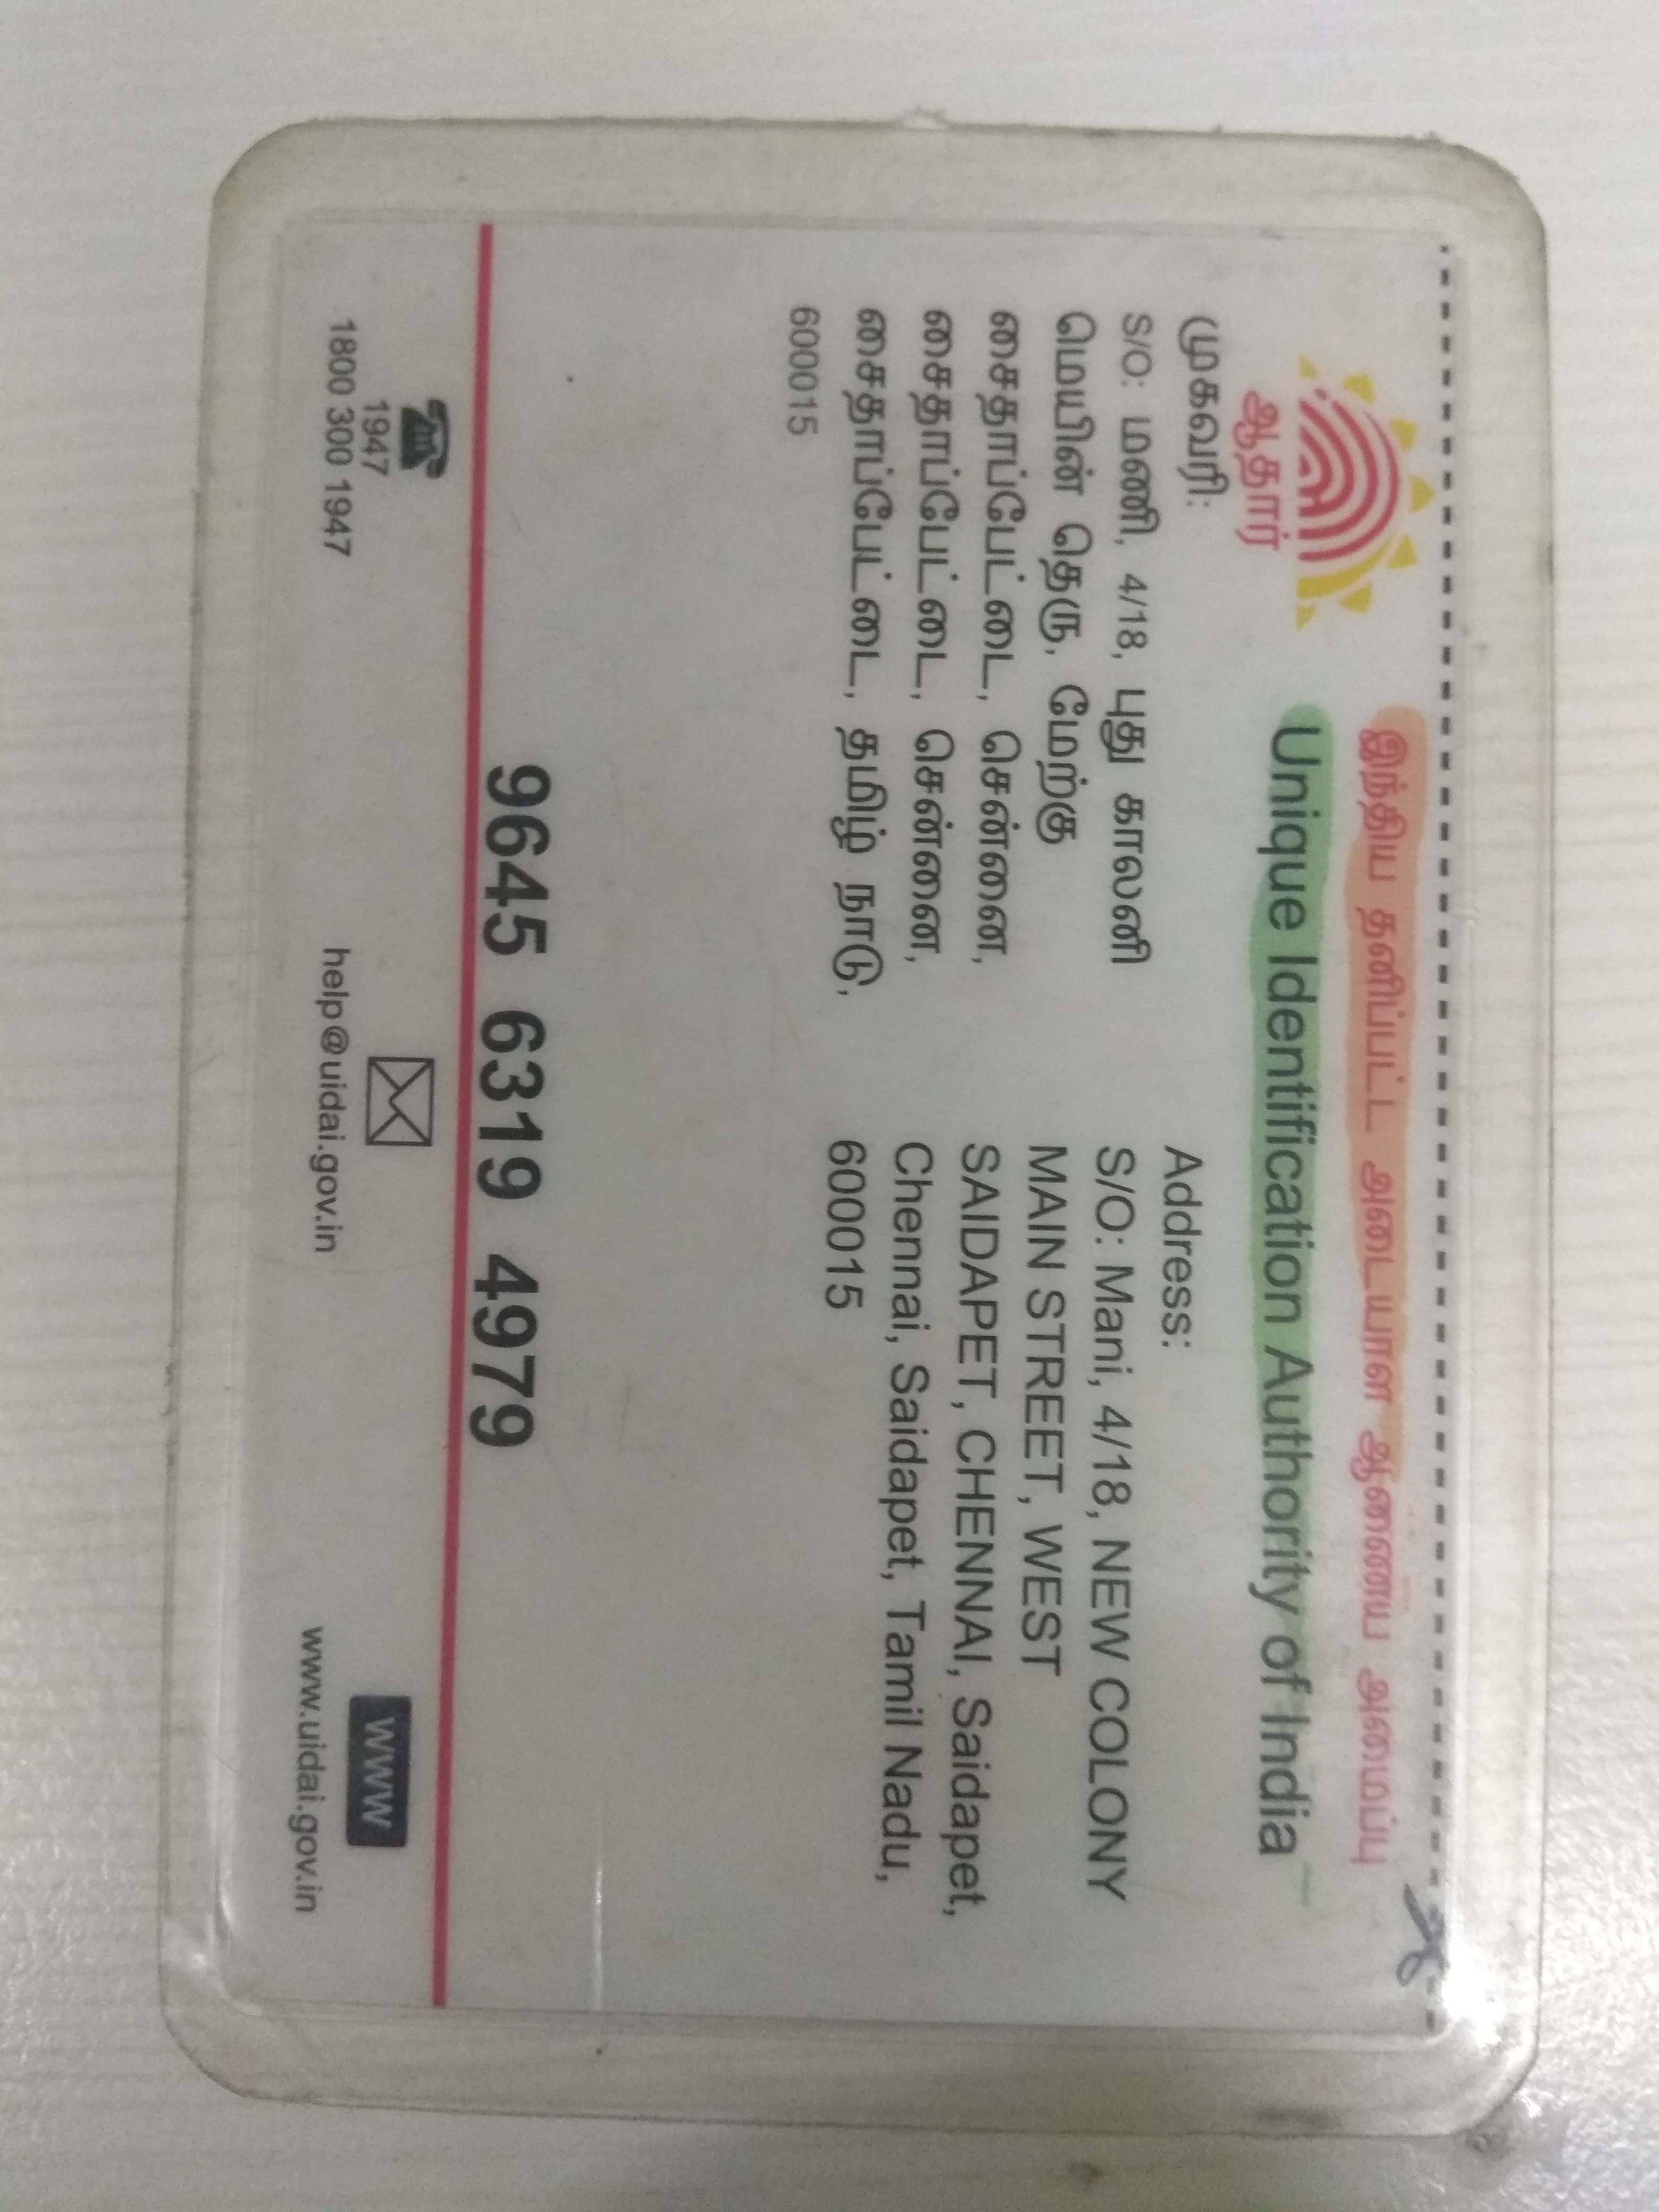 இந்திய தனிப்பட்ட அடையாள ஆணைய அமைப்பு
Unique Identification Authority of India
ஆதார்
முகவரி:
S/O: மணி, 4/18, புது காலனி
மெயின் தெரு, மேற்கு
சைதாப்பேட்டை, சென்னை,
சைதாப்பேட்டை, சென்னை,
சைதாப்பேட்டை, தமிழ் நாடு,
600015
Address:
S/O: Mani, 4/18, NEW COLONY
MAIN STREET, WEST
SAIDAPET, CHENNAI, Saidapet,
Chennai, Saidapet, Tamil Nadu,
600015
9645 6319 4979
1947
1800 300 1947
help@uidai.gov.in
WWW
www.uidai.gov.in